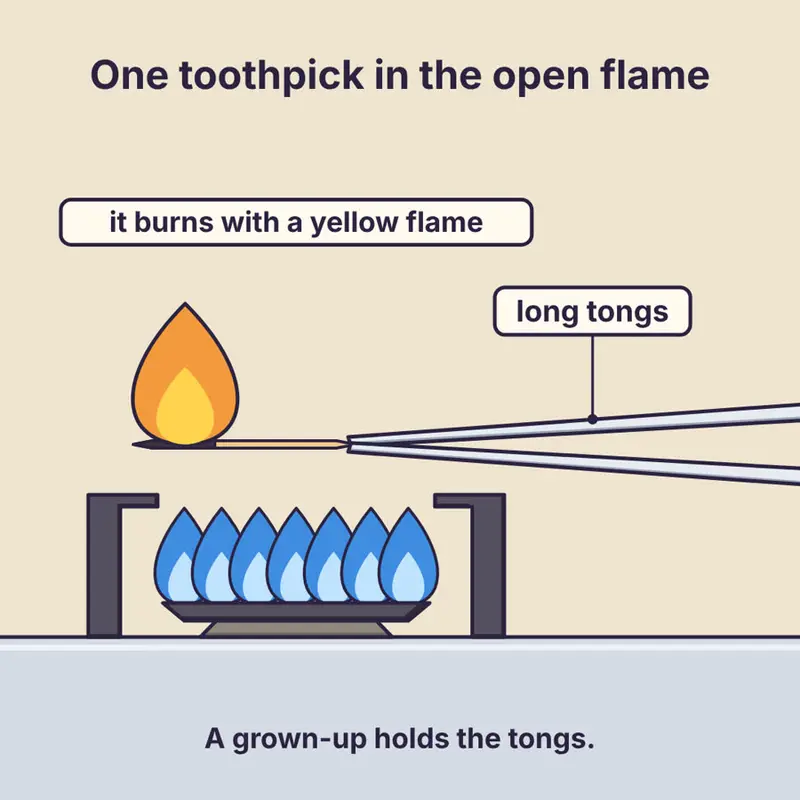 One toothpick in the open flame
it burns with a yellow flame
long tongs
A grown-up holds the tongs.